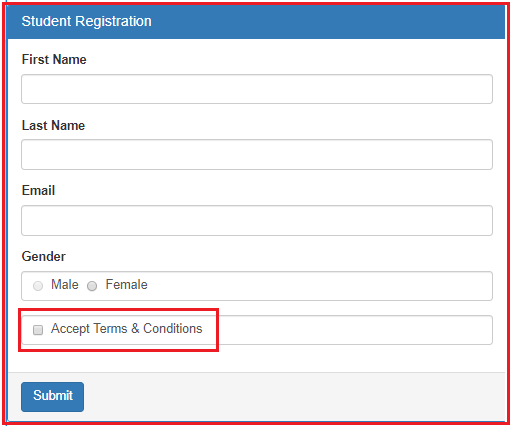 Student Registration
First Name
Last Name
Email
Gender
Male Female
Accept Terms & Conditions
Submit